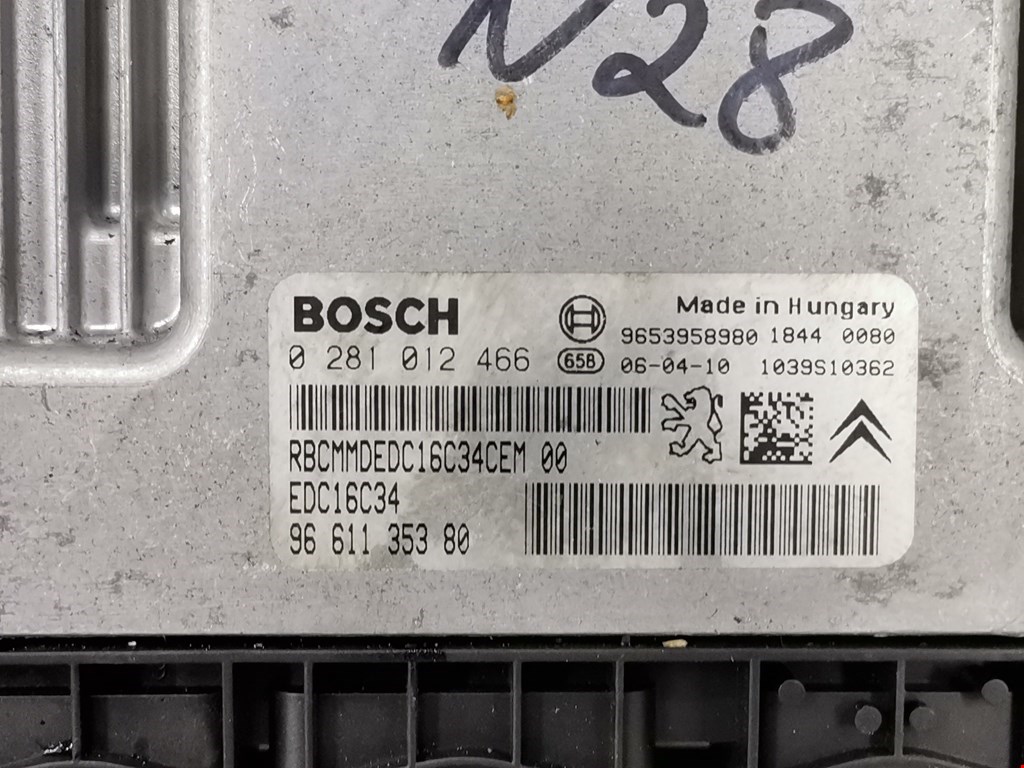 N28
BOSCH
Made in Hungary
9653958980 1844 0080
0 281 012 466
65B
06-04-10 1039S10362
RBCMMDEDC16C34CEM 00
EDC16C34
96 611 353 80